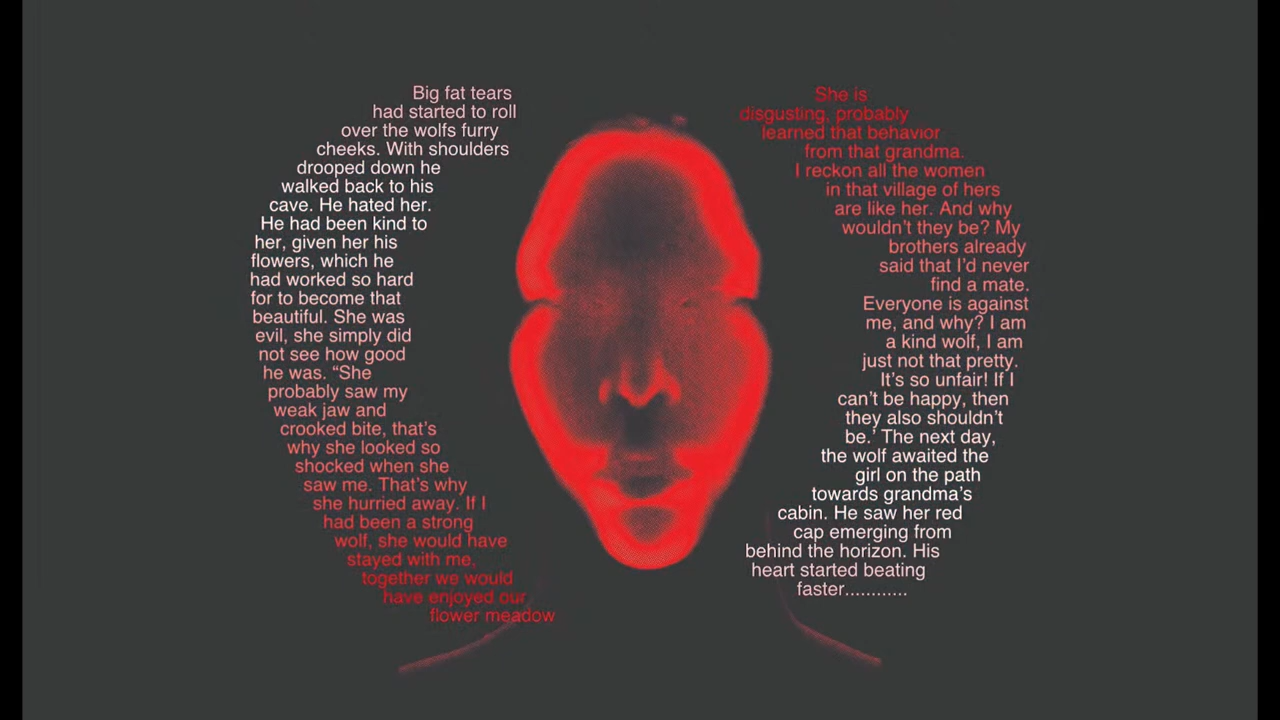 Big fat tears
had started to roll
over the wolfs furry
cheeks. With shoulders
drooped down he
walked back to his
cave. He hated her.
He had been kind to
her, given her his
flowers, which he
had worked so hard
for to become that
beautiful. She was
evil, she simply did
not see how good
he was. “She
probably saw my
weak jaw and
crooked bite, that’s
why she looked so
shocked when she
saw me. That’s why
she hurried away. If I
had been a strong
wolf, she would have
stayed with me,
together we would
have enjoyed our
flower meadow
She is
disgusting, probably
learned that behavior
from that grandma.
I reckon all the women
in that village of hers
are like her. And why
wouldn’t they be? My
brothers already
said that I’d never
find a mate.
Everyone is against
me, and why? I am
a kind wolf, I am
just not that pretty.
It’s so unfair! If I
can’t be happy, then
they also shouldn’t
be.’ The next day,
the wolf awaited the
girl on the path
towards grandma’s
cabin. He saw her red
cap emerging from
behind the horizon. His
heart started beating
faster............